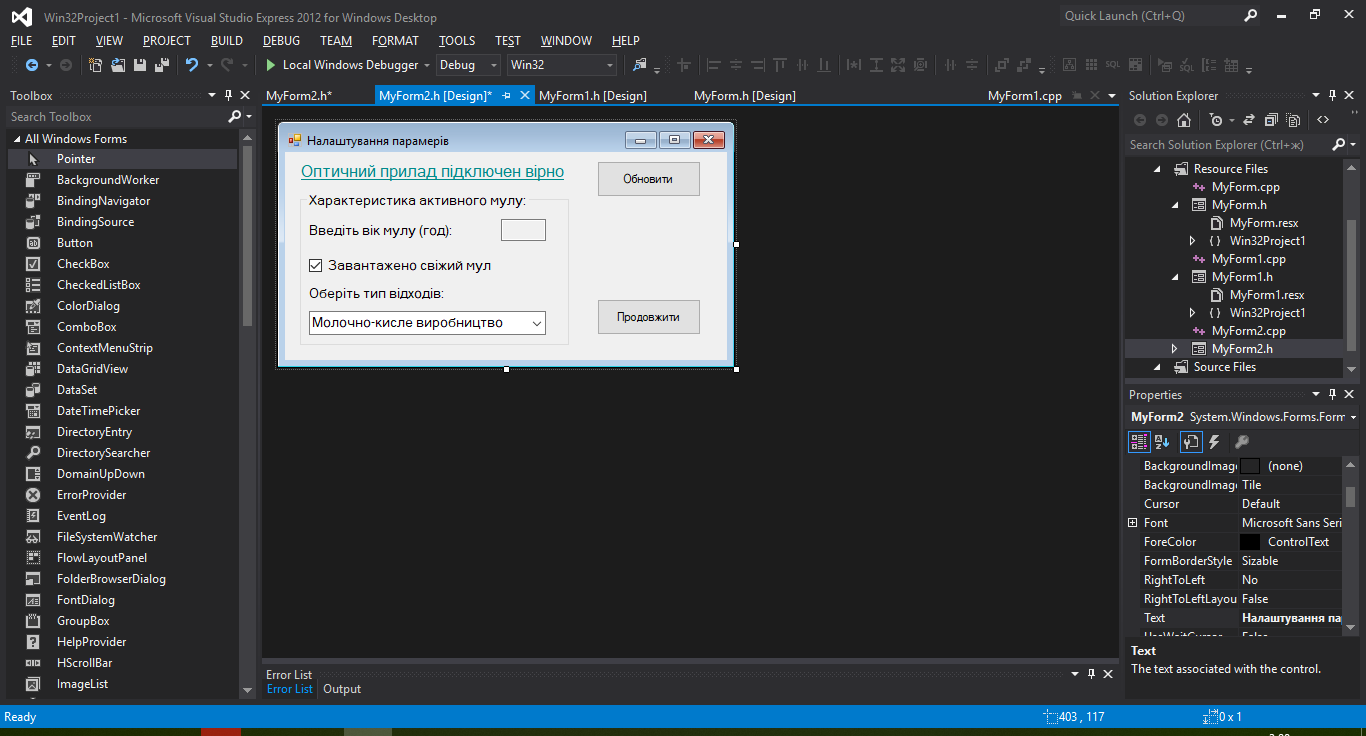 Win32Project1 - Microsoft Visual Studio Express 2012 for Windows Desktop
Quick Launch (Ctrl+Q)
FILE EDIT VIEW PROJECT BUILD DEBUG TEAM FORMAT TOOLS TEST WINDOW HELP
Local Windows Debugger Debug Win32
Toolbox
Search Toolbox
All Windows Forms
Pointer
BackgroundWorker
BindingNavigator
BindingSource
Button
CheckBox
CheckedListBox
ColorDialog
ComboBox
ContextMenuStrip
DataGridView
DataSet
DateTimePicker
DirectoryEntry
DirectorySearcher
DomainUpDown
ErrorProvider
EventLog
FileSystemWatcher
FlowLayoutPanel
FolderBrowserDialog
FontDialog
GroupBox
HelpProvider
HScrollBar
ImageList
MyForm2.h* MyForm2.h [Design]* MyForm1.h [Design] MyForm.h [Design] MyForm1.cpp
Налаштування парамерів
Оптичний прилад підключен вірно
Обновити
Характеристика активного мулу:
Введіть вік мулу (год):
Завантажено свіжий мул
Оберіть тип відходів:
Молочно-кисле виробництво
Продовжити
Error List
Error List Output
Solution Explorer
Search Solution Explorer (Ctrl+ж)
Resource Files
MyForm.cpp
MyForm.h
MyForm.resx
Win32Project1
MyForm1.cpp
MyForm1.h
MyForm1.resx
Win32Project1
MyForm2.cpp
MyForm2.h
Source Files
Properties
MyForm2 System.Windows.Forms.Form
BackgroundImage (none)
BackgroundImage Tile
Cursor Default
Font Microsoft Sans Seri
ForeColor ControlText
FormBorderStyle Sizable
RightToLeft No
RightToLeftLayou False
Text Налаштування па
Text
The text associated with the control.
Ready
403 , 117
0 x 1